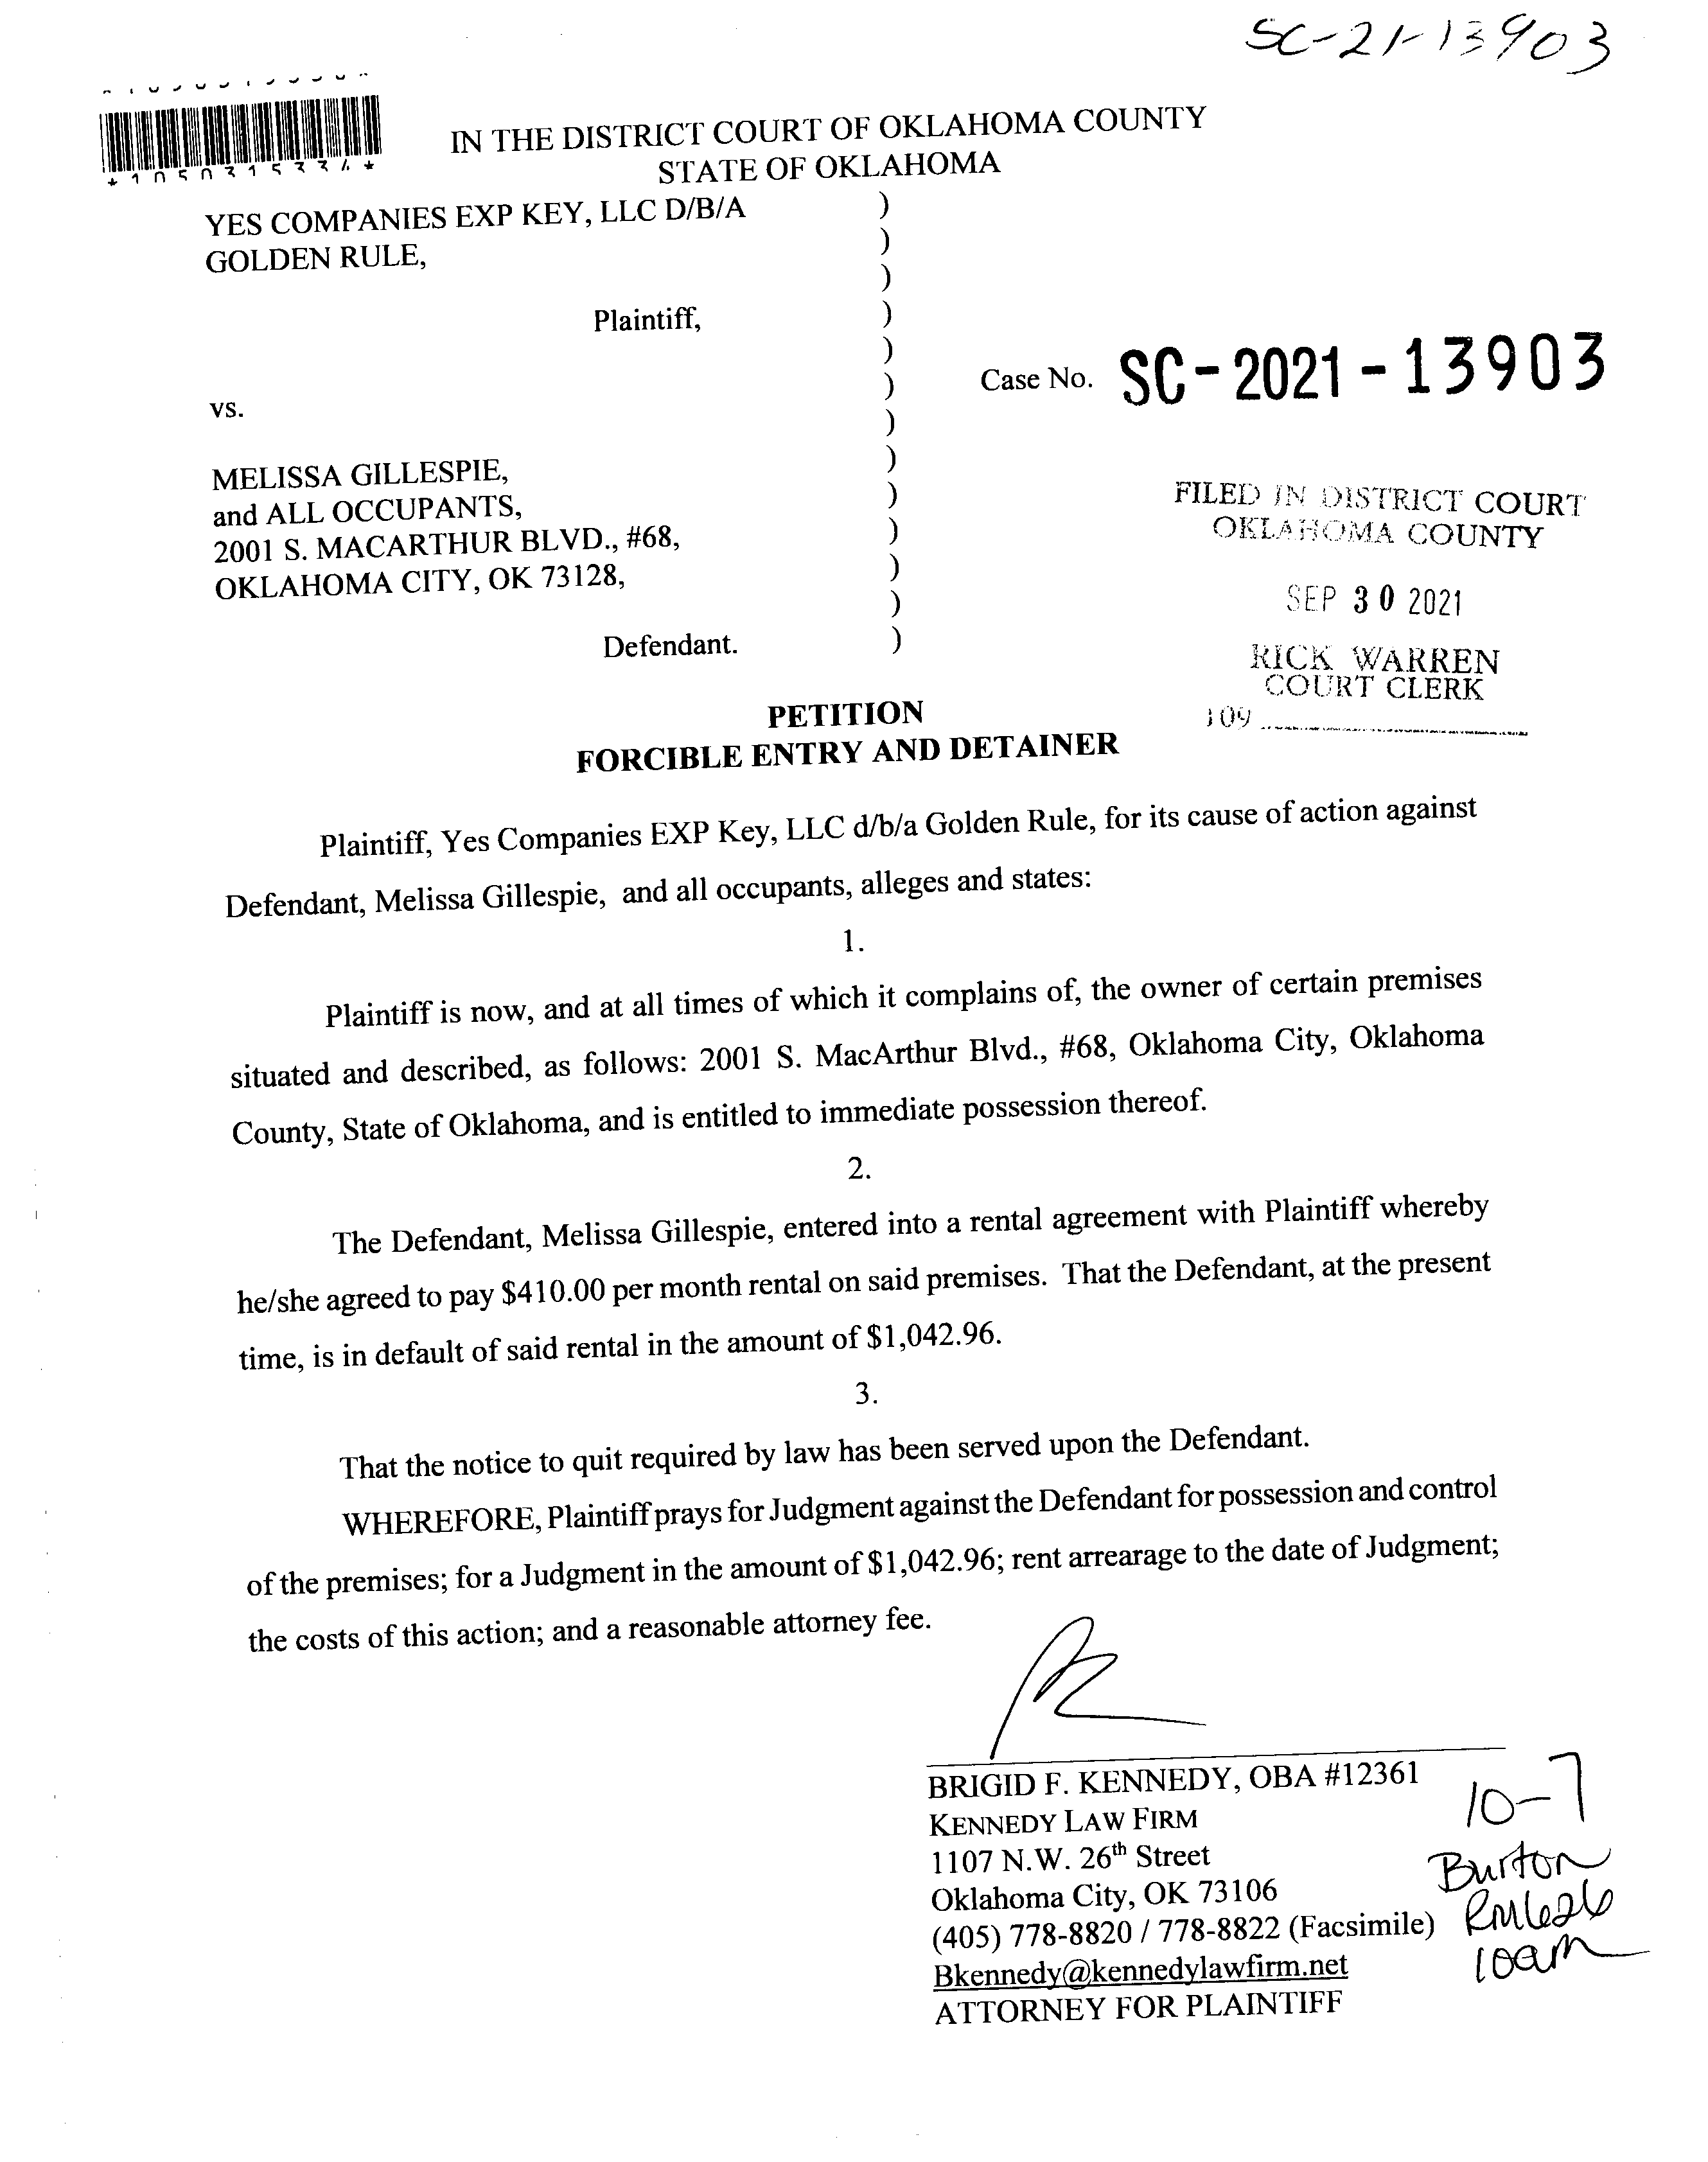 SC-21-13903
*1050315334*
IN THE DISTRICT COURT OF OKLAHOMA COUNTY
STATE OF OKLAHOMA
YES COMPANIES EXP KEY, LLC D/B/A )
GOLDEN RULE, )
)
Plaintiff, )
)
Case No. SC-2021-13903
)
vs. )
)
MELISSA GILLESPIE, )
and ALL OCCUPANTS, )
2001 S. MACARTHUR BLVD., #68, )
OKLAHOMA CITY, OK 73128, )
)
Defendant. )
FILED IN DISTRICT COURT
OKLAHOMA COUNTY
SEP 30 2021
RICK WARREN
COURT CLERK
109
PETITION
FORCIBLE ENTRY AND DETAINER
Plaintiff, Yes Companies EXP Key, LLC d/b/a Golden Rule, for its cause of action against
Defendant, Melissa Gillespie, and all occupants, alleges and states:
1.
Plaintiff is now, and at all times of which it complains of, the owner of certain premises
situated and described, as follows: 2001 S. MacArthur Blvd., #68, Oklahoma City, Oklahoma
County, State of Oklahoma, and is entitled to immediate possession thereof.
2.
The Defendant, Melissa Gillespie, entered into a rental agreement with Plaintiff whereby
he/she agreed to pay $410.00 per month rental on said premises. That the Defendant, at the present
time, is in default of said rental in the amount of $1,042.96.
3.
That the notice to quit required by law has been served upon the Defendant.
WHEREFORE, Plaintiff prays for Judgment against the Defendant for possession and control
of the premises; for a Judgment in the amount of $1,042.96; rent arrearage to the date of Judgment;
the costs of this action; and a reasonable attorney fee.
BRIGID F. KENNEDY, OBA #12361
KENNEDY LAW FIRM
1107 N.W. 26th Street
Oklahoma City, OK 73106
(405) 778-8820 / 778-8822 (Facsimile)
Bkennedy@kennedylawfirm.net
ATTORNEY FOR PLAINTIFF
10-7
Burton
Rm626
10am